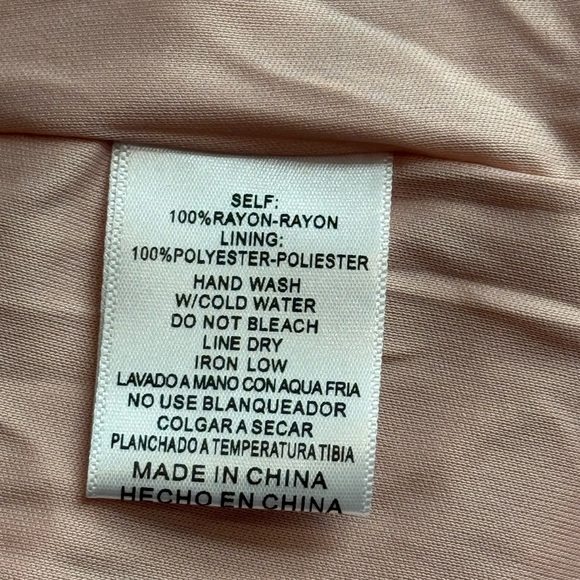 SELF:
100%RAYON-RAYON
LINING:
100%POLYESTER-POLIESTER
HAND WASH
W/COLD WATER
DO NOT BLEACH
LINE DRY
IRON LOW
LAVADO A MANO CON AQUA FRIA
NO USE BLANQUEADOR
COLGAR A SECAR
PLANCHADO A TEMPERATURA TIBIA
MADE IN CHINA
HECHO EN CHINA